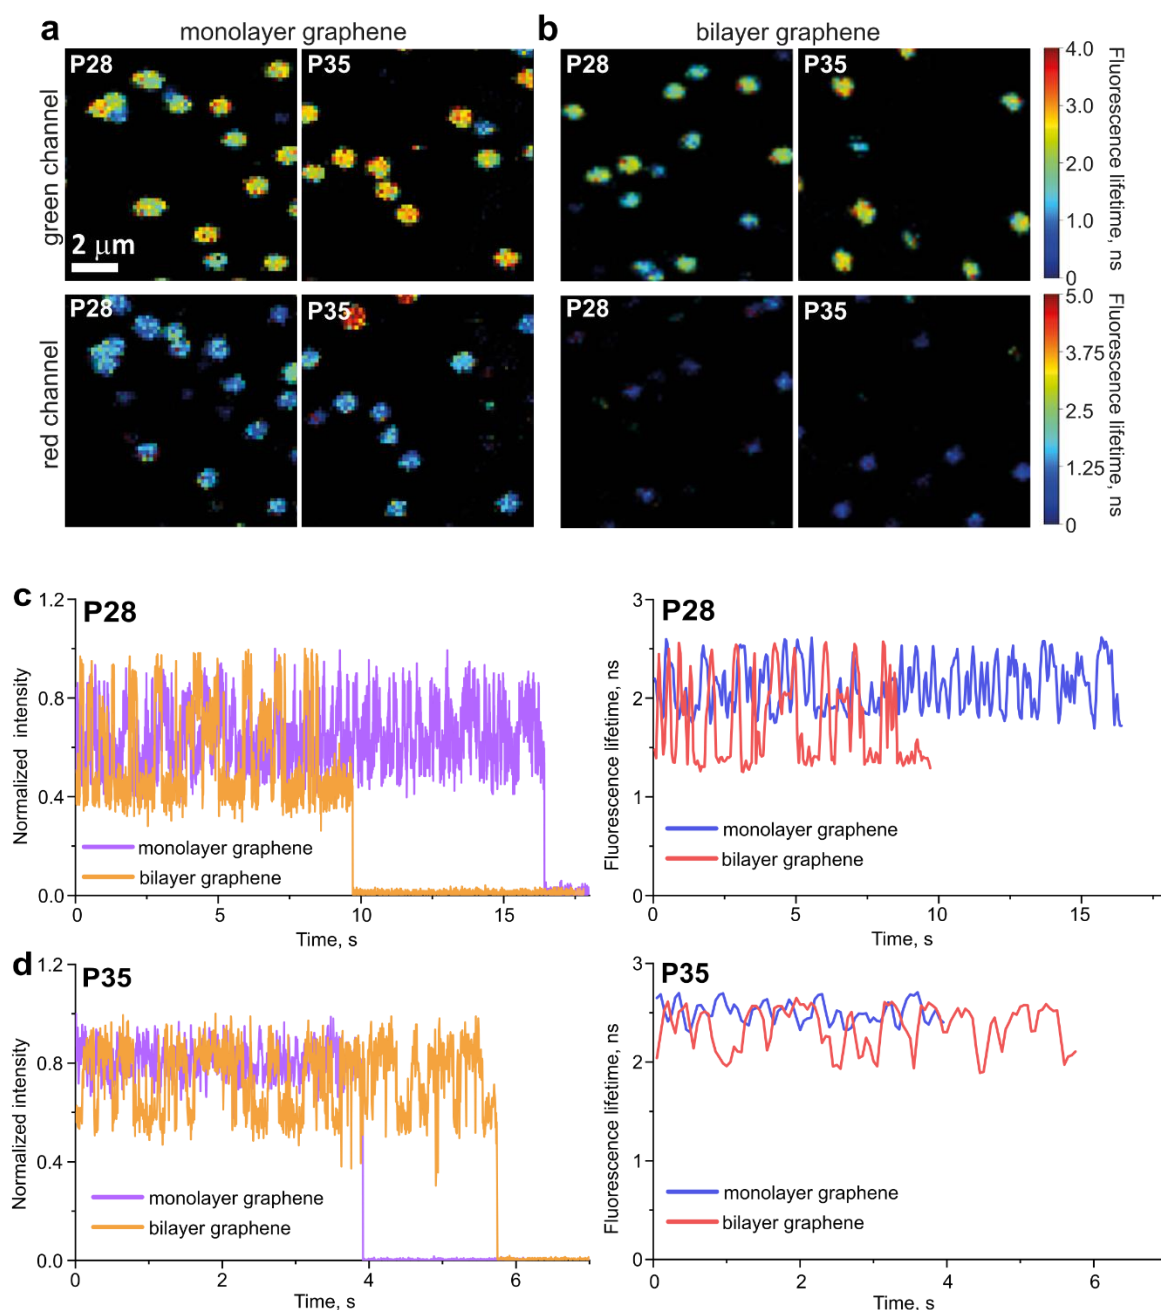 a
monolayer graphene
b
bilayer graphene
green channel
P28
P35
P28
P35
2 μm
4.0
3.0
2.0
1.0
0
Fluorescence lifetime, ns
red channel
P28
P35
P28
P35
5.0
3.75
2.5
1.25
0
Fluorescence lifetime, ns
c
P28
Normalized intensity
1.2
0.8
0.4
0.0
monolayer graphene
bilayer graphene
0 5 10 15
Time, s
P28
Fluorescence lifetime, ns
3
2
1
0
monolayer graphene
bilayer graphene
0 5 10 15
Time, s
d
P35
Normalized intensity
1.2
0.8
0.4
0.0
monolayer graphene
bilayer graphene
0 2 4 6
Time, s
P35
Fluorescence lifetime, ns
3
2
1
0
monolayer graphene
bilayer graphene
0 2 4 6
Time, s